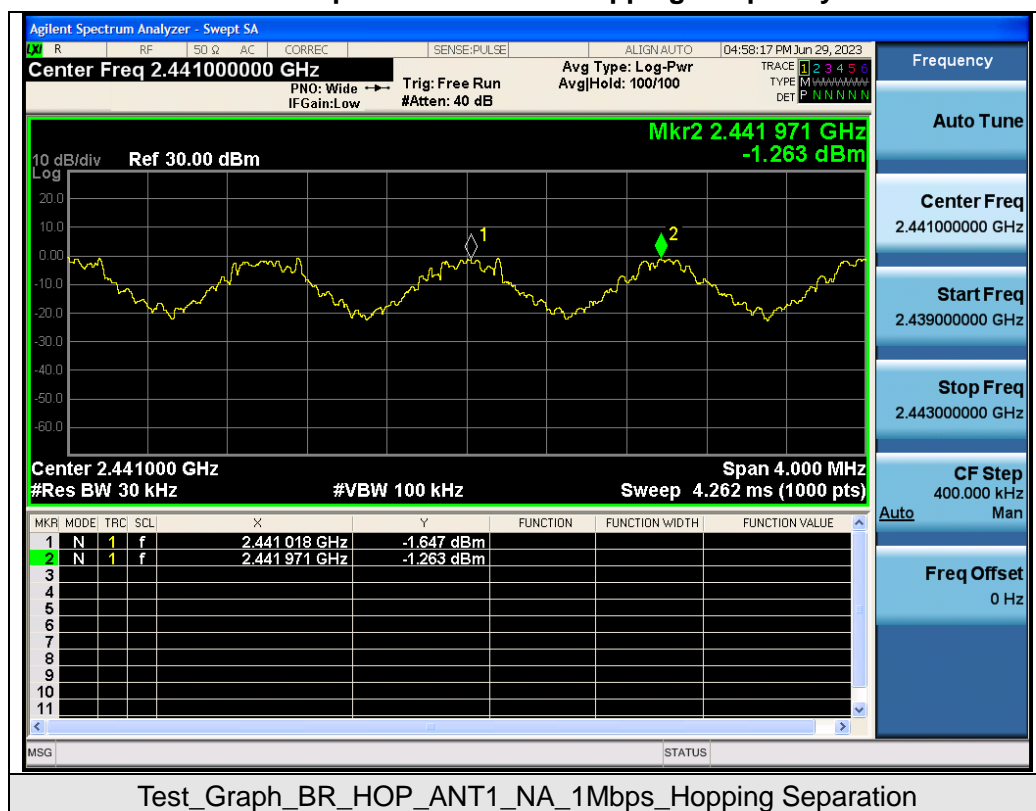 Agilent Spectrum Analyzer - Swept SA
LXI R RF 50 Ω AC CORREC SENSE:PULSE ALIGN AUTO 04:58:17 PM Jun 29, 2023
Center Freq 2.441000000 GHz
PNO: Wide
IFGain:Low
Trig: Free Run
#Atten: 40 dB
Avg Type: Log-Pwr
Avg|Hold: 100/100
TRACE 1 2 3 4 5 6
TYPE M WWWWW
DET P N N N N N
Mkr2 2.441 971 GHz
-1.263 dBm
10 dB/div Ref 30.00 dBm
Log
20.0
10.0
0.00
-10.0
-20.0
-30.0
-40.0
-50.0
-60.0
1
2
Center 2.441000 GHz Span 4.000 MHz
#Res BW 30 kHz #VBW 100 kHz Sweep 4.262 ms (1000 pts)
MKR MODE TRC SCL X Y FUNCTION FUNCTION WIDTH FUNCTION VALUE
1 N 1 f 2.441 018 GHz -1.647 dBm
2 N 1 f 2.441 971 GHz -1.263 dBm
3
4
5
6
7
8
9
10
11
MSG STATUS
Frequency
Auto Tune
Center Freq
2.441000000 GHz
Start Freq
2.439000000 GHz
Stop Freq
2.443000000 GHz
CF Step
400.000 kHz
Auto Man
Freq Offset
0 Hz
Test_Graph_BR_HOP_ANT1_NA_1Mbps_Hopping Separation